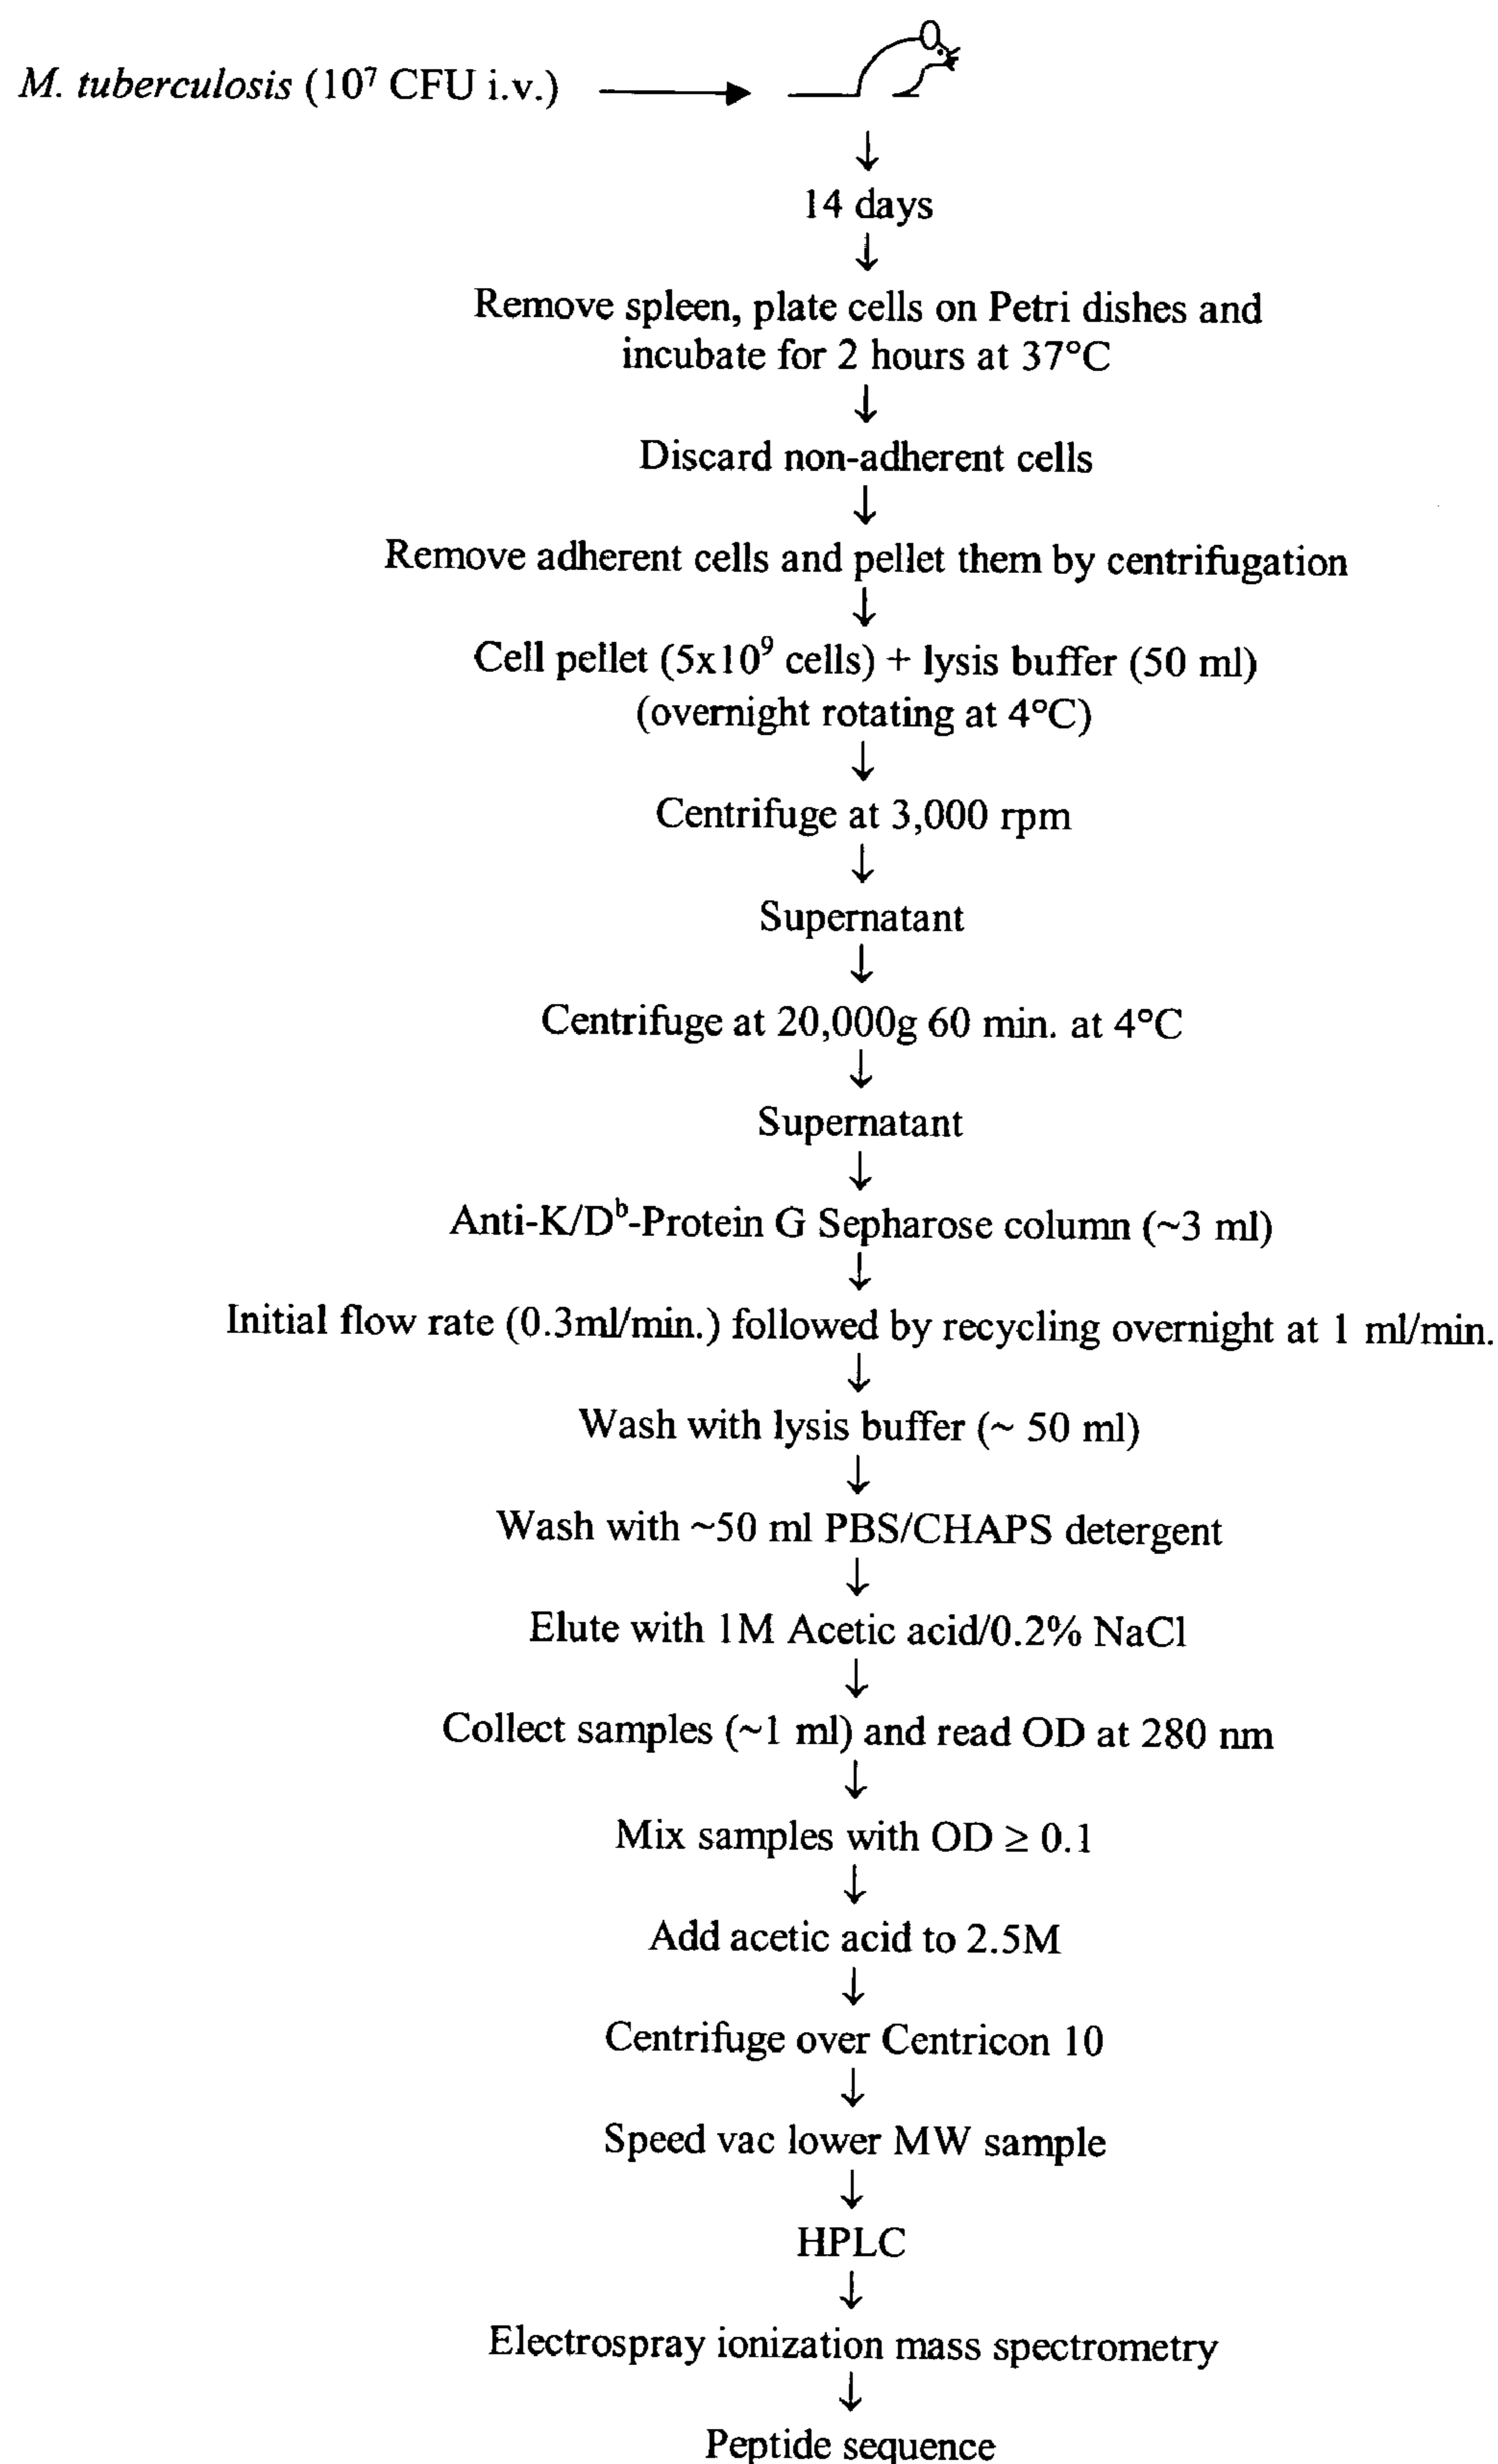 M. tuberculosis (10⁷ CFU i.v.)
14 days
Remove spleen, plate cells on Petri dishes and
incubate for 2 hours at 37°C
Discard non-adherent cells
Remove adherent cells and pellet them by centrifugation
Cell pellet (5x10⁹ cells) + lysis buffer (50 ml)
(overnight rotating at 4°C)
Centrifuge at 3,000 rpm
Supernatant
Centrifuge at 20,000g 60 min. at 4°C
Supernatant
Anti-K/Dᵇ-Protein G Sepharose column (~3 ml)
Initial flow rate (0.3ml/min.) followed by recycling overnight at 1 ml/min.
Wash with lysis buffer (~ 50 ml)
Wash with ~50 ml PBS/CHAPS detergent
Elute with 1M Acetic acid/0.2% NaCl
Collect samples (~1 ml) and read OD at 280 nm
Mix samples with OD ≥ 0.1
Add acetic acid to 2.5M
Centrifuge over Centricon 10
Speed vac lower MW sample
HPLC
Electrospray ionization mass spectrometry
Peptide sequence